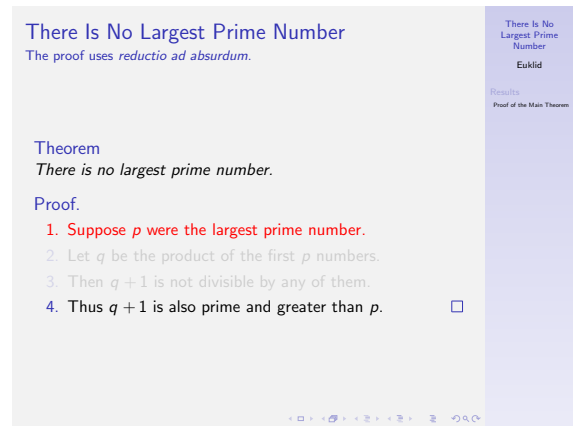 There Is No Largest Prime Number
The proof uses reductio ad absurdum.
Theorem
There is no largest prime number.
Proof.
1. Suppose p were the largest prime number.
2. Let q be the product of the first p numbers.
3. Then q + 1 is not divisible by any of them.
4. Thus q + 1 is also prime and greater than p. □
There Is No
Largest Prime
Number
Euklid
Results
Proof of the Main Theorem